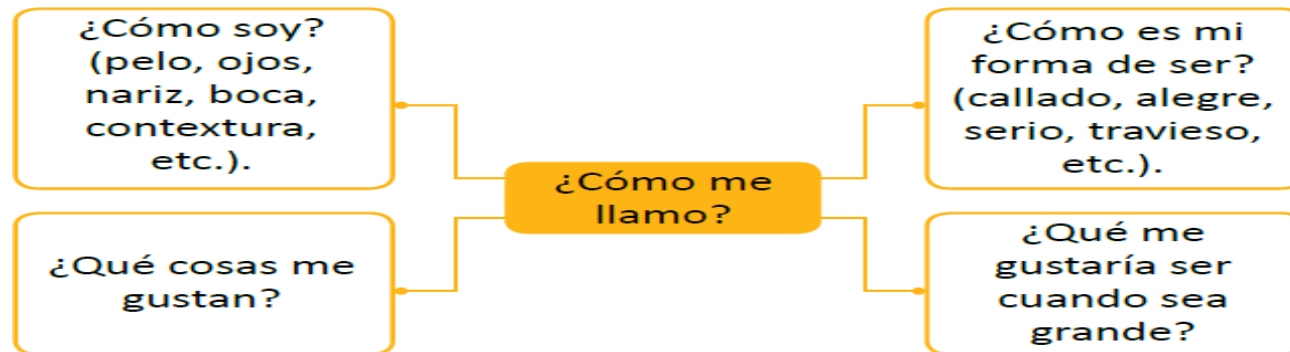 ¿Cómo soy?
(pelo, ojos,
nariz, boca,
contextura,
etc.).
¿Cómo es mi
forma de ser?
(callado, alegre,
serio, travieso,
etc.).
¿Cómo me
llamo?
¿Qué cosas me
gustan?
¿Qué me
gustaría ser
cuando sea
grande?